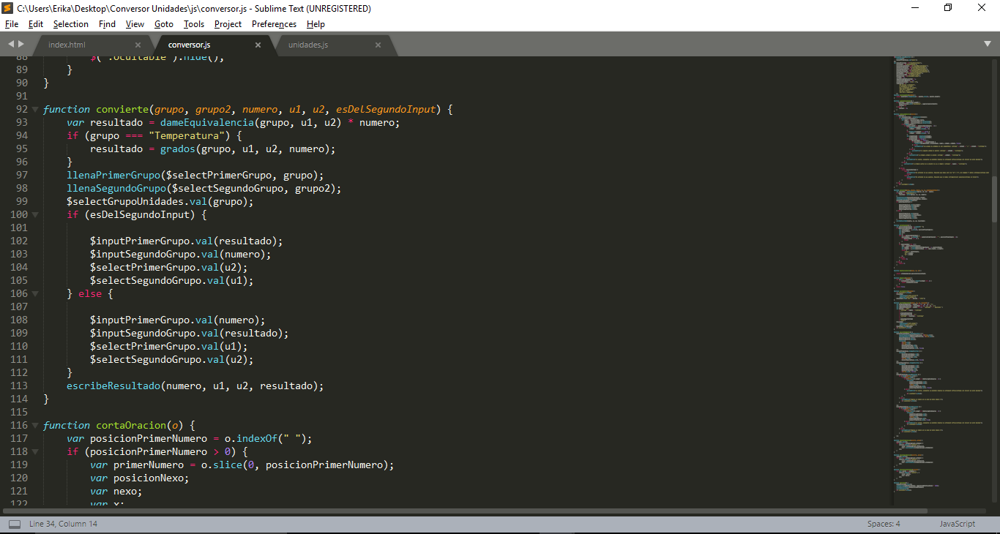 C:\Users\Erika\Desktop\Conversor Unidades\js\conversor.js - Sublime Text (UNREGISTERED)
File Edit Selection Find View Goto Tools Project Preferences Help
index.html × conversor.js × unidades.js ×
88 $(".ocultable").hide();
89 }
90 }
91
92 function convierte(grupo, grupo2, numero, u1, u2, esDelSegundoInput) {
93 var resultado = dameEquivalencia(grupo, u1, u2) * numero;
94 if (grupo === "Temperatura") {
95 resultado = grados(grupo, u1, u2, numero);
96 }
97 llenaPrimerGrupo($selectPrimerGrupo, grupo);
98 llenaSegundoGrupo($selectSegundoGrupo, grupo2);
99 $selectGrupoUnidades.val(grupo);
100 if (esDelSegundoInput) {
101
102 $inputPrimerGrupo.val(resultado);
103 $inputSegundoGrupo.val(numero);
104 $selectPrimerGrupo.val(u2);
105 $selectSegundoGrupo.val(u1);
106 } else {
107
108 $inputPrimerGrupo.val(numero);
109 $inputSegundoGrupo.val(resultado);
110 $selectPrimerGrupo.val(u1);
111 $selectSegundoGrupo.val(u2);
112 }
113 escribeResultado(numero, u1, u2, resultado);
114 }
115
116 function cortaOracion(o) {
117 var posicionPrimerNumero = o.indexOf(" ");
118 if (posicionPrimerNumero > 0) {
119 var primerNumero = o.slice(0, posicionPrimerNumero);
120 var posicionNexo;
121 var nexo;
122 var x;
Line 34, Column 14 Spaces: 4 JavaScript